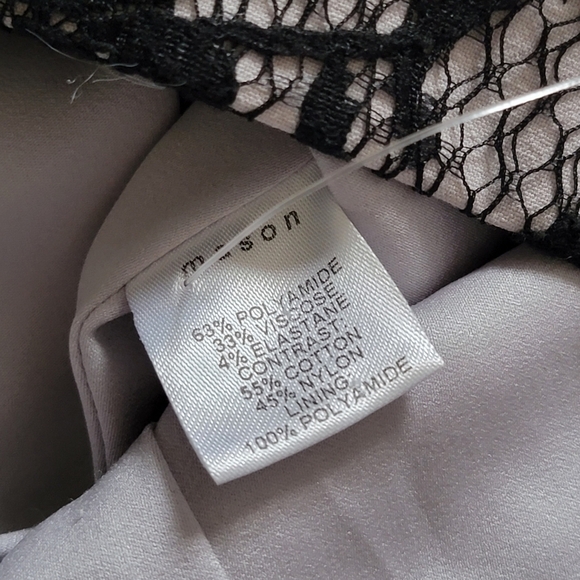 mason
63% POLYAMIDE
33% VISCOSE
4% ELASTANE
CONTRAST:
55% COTTON
45% NYLON
LINING:
100% POLYAMIDE